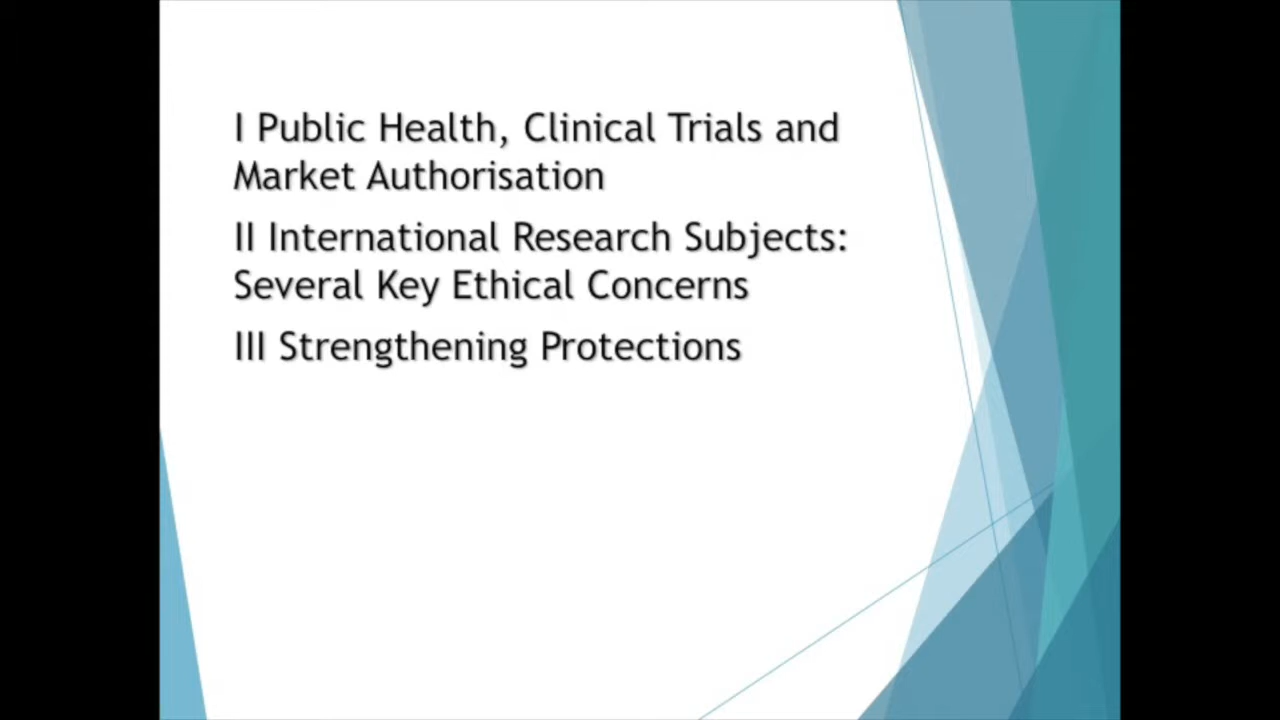 I Public Health, Clinical Trials and
Market Authorisation
II International Research Subjects:
Several Key Ethical Concerns
III Strengthening Protections